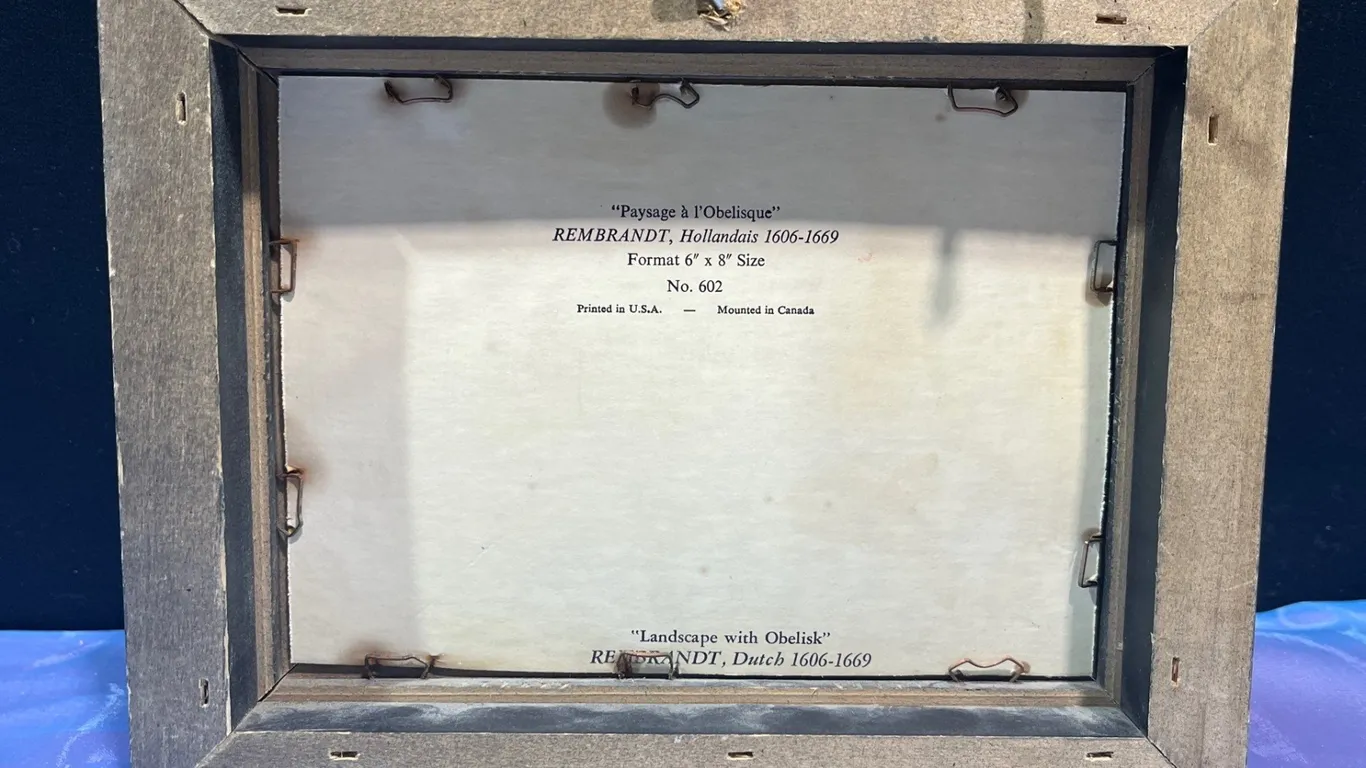 “Paysage à l’Obelisque”
REMBRANDT, Hollandais 1606-1669
Format 6″ x 8″ Size
No. 602
Printed in U.S.A. — Mounted in Canada
“Landscape with Obelisk”
REMBRANDT, Dutch 1606-1669